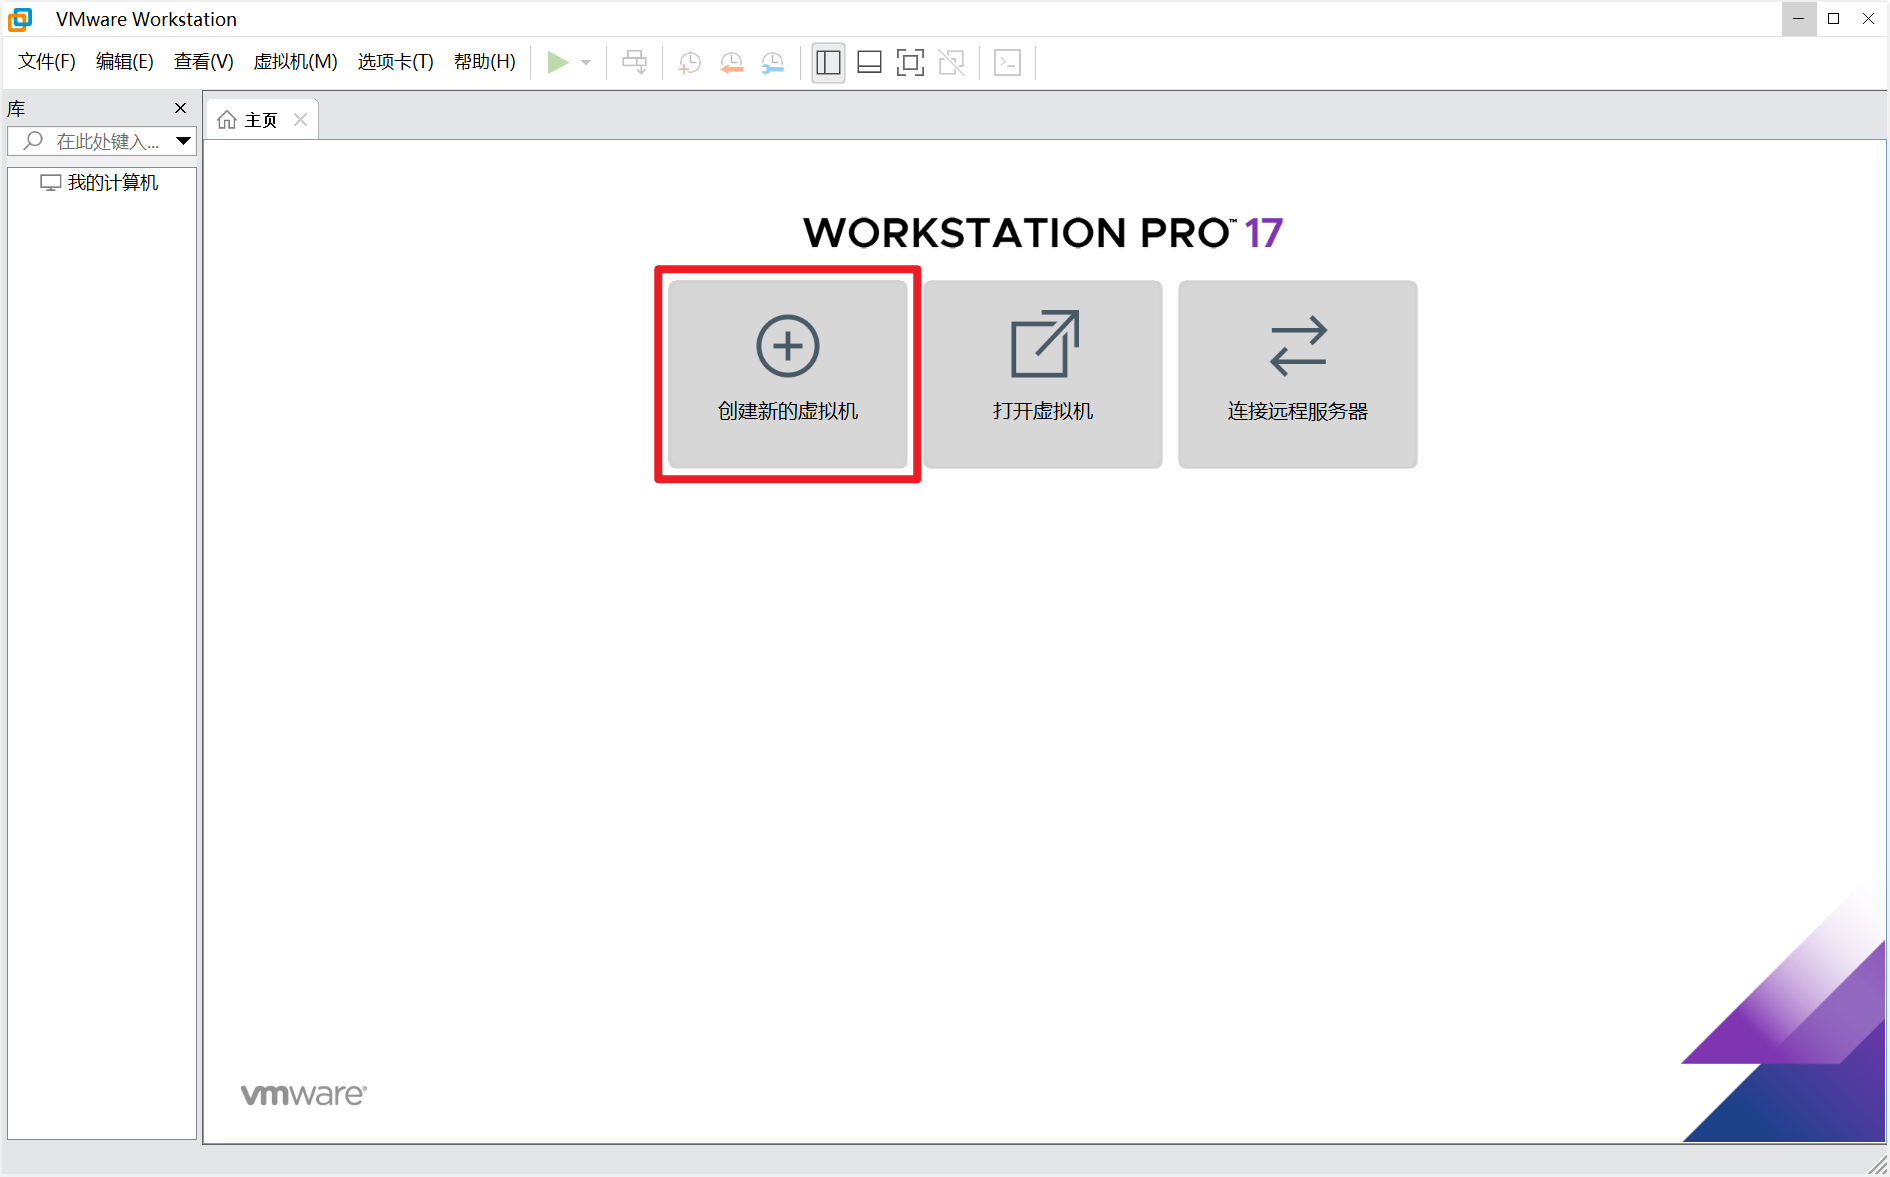 VMware Workstation
文件(F) 编辑(E) 查看(V) 虚拟机(M) 选项卡(T) 帮助(H)
库
在此处键入...
我的计算机
主页
WORKSTATION PRO™ 17
创建新的虚拟机
打开虚拟机
连接远程服务器
vmware®